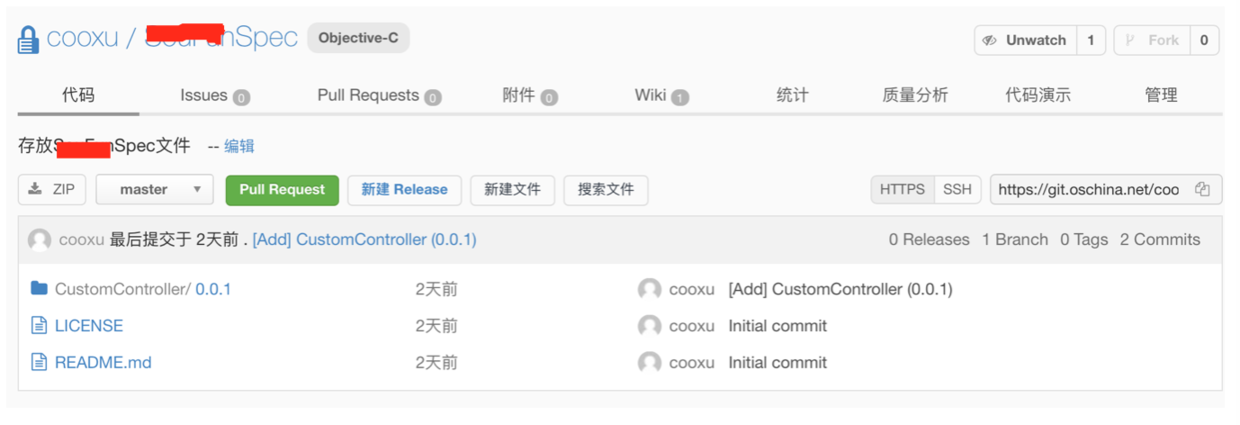 cooxu / Spec Objective-C Unwatch 1 Fork 0
代码 Issues 0 Pull Requests 0 附件 0 Wiki 1 统计 质量分析 代码演示 管理
存放 Spec文件 -- 编辑
ZIP master Pull Request 新建 Release 新建文件 搜索文件 HTTPS SSH https://git.oschina.net/coo
cooxu 最后提交于 2天前 . [Add] CustomController (0.0.1) 0 Releases 1 Branch 0 Tags 2 Commits
CustomController/ 0.0.1 2天前 cooxu [Add] CustomController (0.0.1)
LICENSE 2天前 cooxu Initial commit
README.md 2天前 cooxu Initial commit